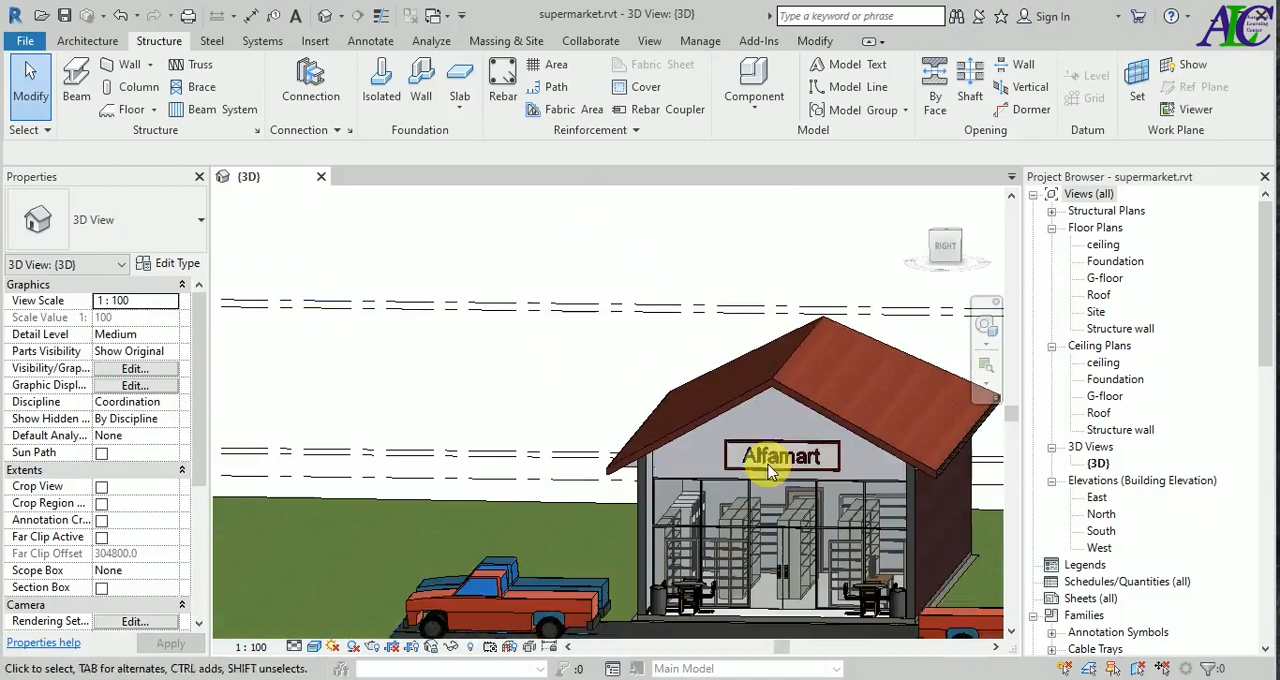 supermarket.rvt - 3D View: {3D}
Type a keyword or phrase
Sign In
ALC
File
Architecture
Structure
Steel
Systems
Insert
Annotate
Analyze
Massing & Site
Collaborate
View
Manage
Add-Ins
Modify
Modify
Select
Beam
Wall
Column
Floor
Truss
Brace
Beam System
Structure
Connection
Connection
Isolated
Wall
Slab
Foundation
Rebar
Area
Path
Fabric Area
Fabric Sheet
Cover
Rebar Coupler
Reinforcement
Component
Model Text
Model Line
Model Group
Model
By
Face
Shaft
Wall
Vertical
Dormer
Opening
Level
Grid
Datum
Set
Show
Ref Plane
Viewer
Work Plane
Properties
{3D}
Project Browser - supermarket.rvt
3D View
3D View: {3D}
Edit Type
Graphics
View Scale
1 : 100
Scale Value 1:
100
Detail Level
Medium
Parts Visibility
Show Original
Visibility/Grap...
Edit...
Graphic Displ...
Edit...
Discipline
Coordination
Show Hidden ...
By Discipline
Default Analy...
None
Sun Path
Extents
Crop View
Crop Region ...
Annotation Cr...
Far Clip Active
Far Clip Offset
304800.0
Scope Box
None
Section Box
Camera
Rendering Set...
Edit...
Properties help
Apply
RIGHT
Alfamart
Views (all)
Structural Plans
Floor Plans
ceiling
Foundation
G-floor
Roof
Site
Structure wall
Ceiling Plans
ceiling
Foundation
G-floor
Roof
Structure wall
3D Views
{3D}
Elevations (Building Elevation)
East
North
South
West
Legends
Schedules/Quantities (all)
Sheets (all)
Families
Annotation Symbols
Cable Trays
1 : 100
Click to select, TAB for alternates, CTRL adds, SHIFT unselects.
:0
Main Model
:0